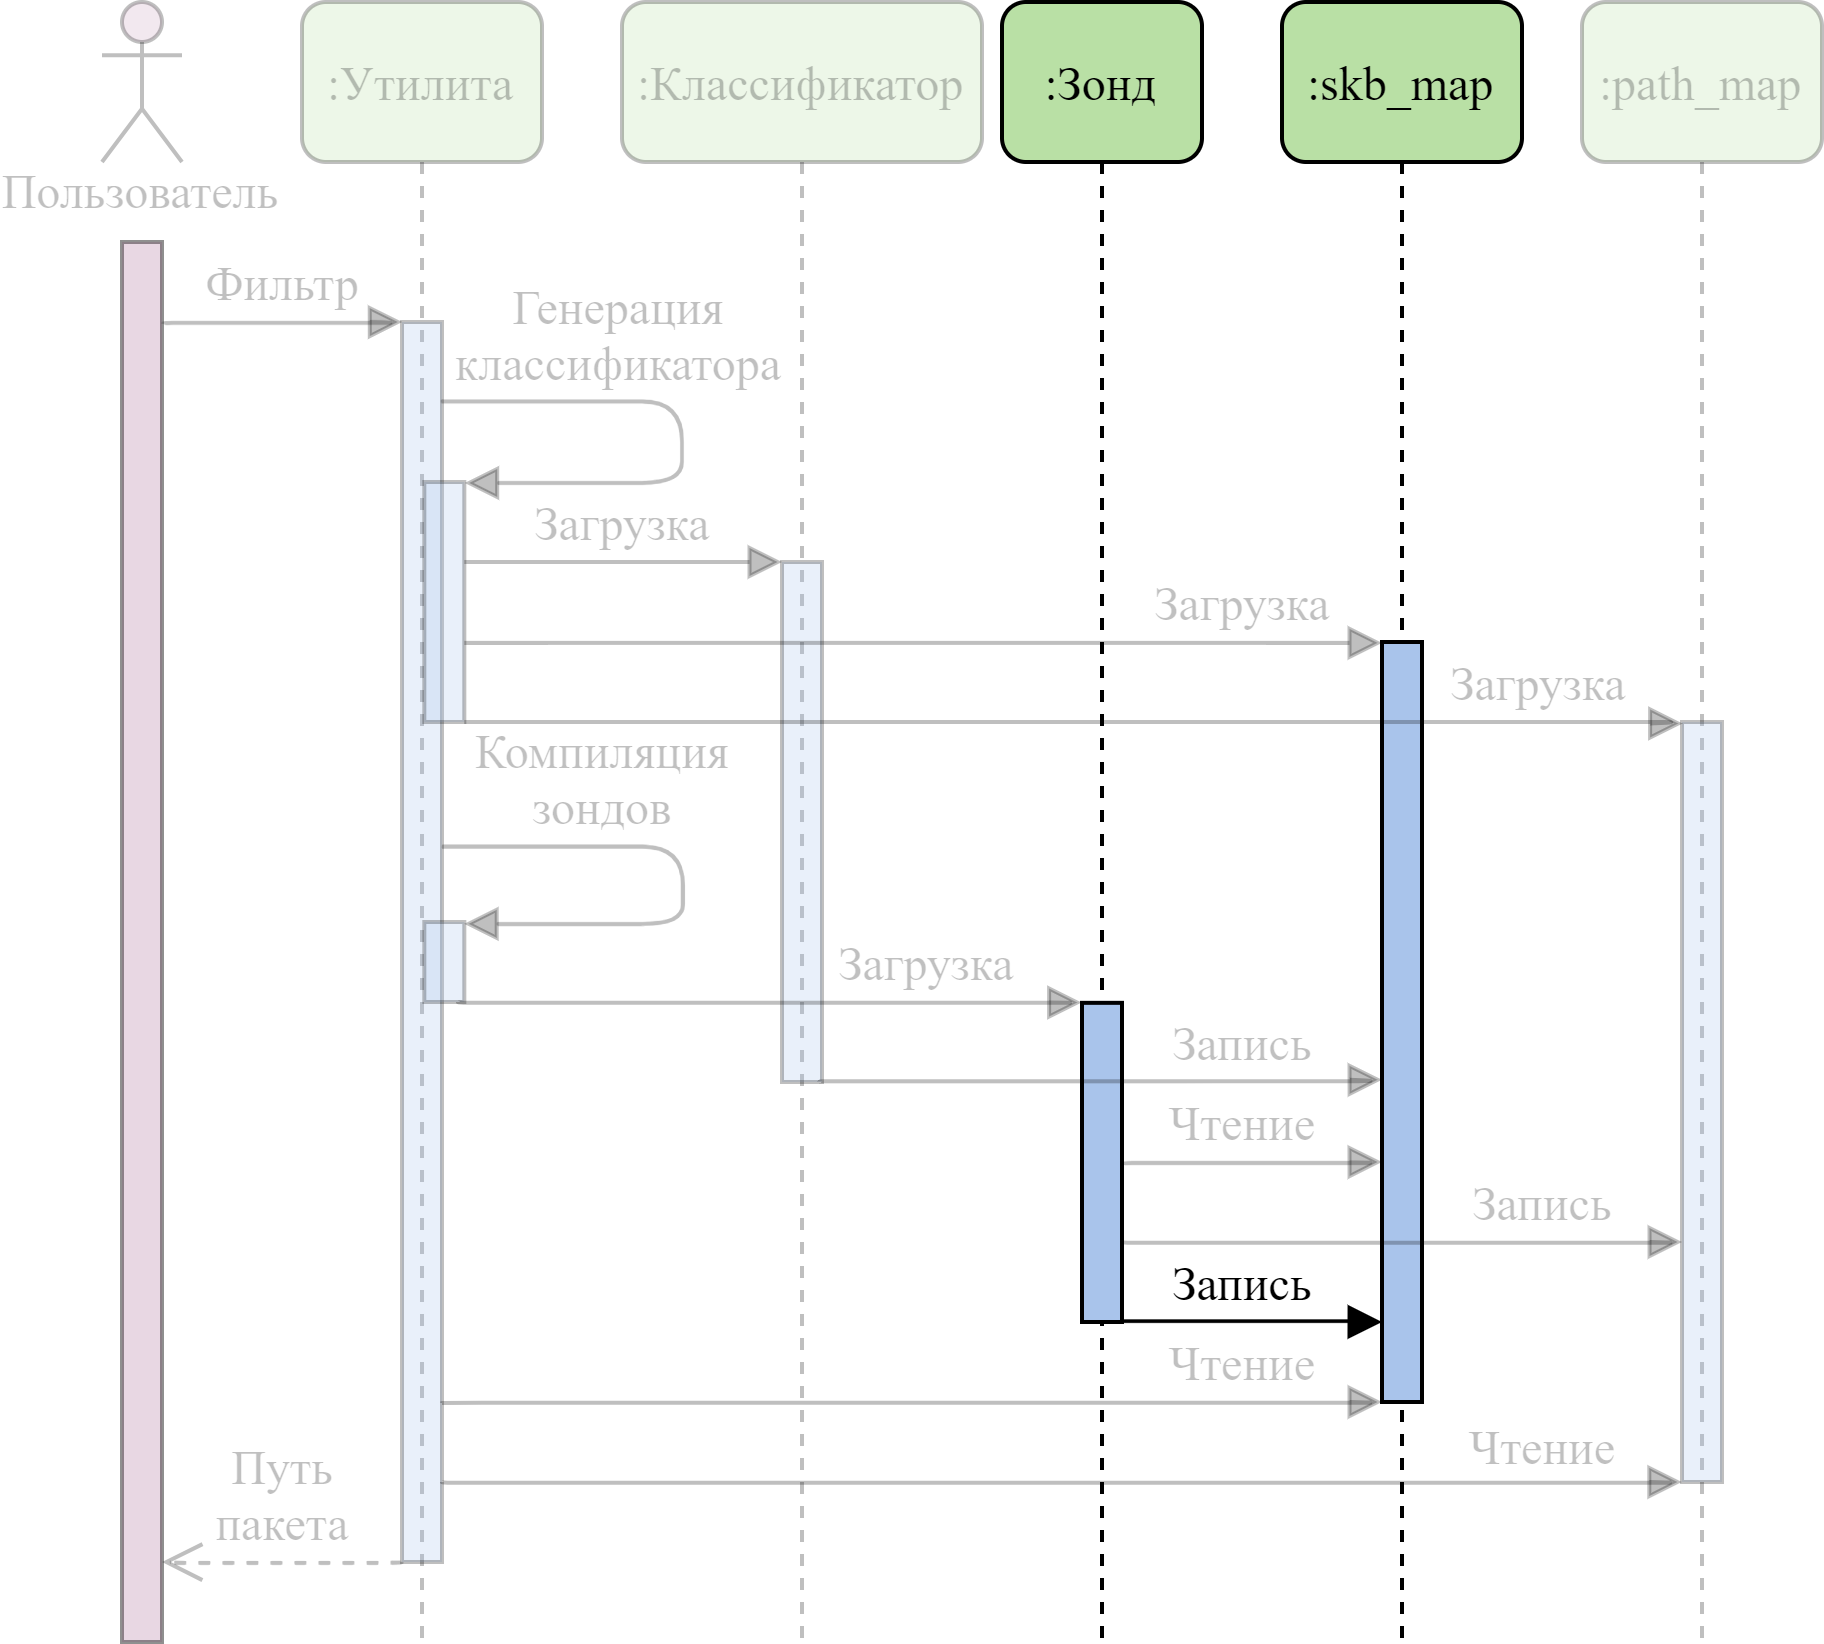 :Утилита
:Классификатор
:Зонд
:skb_map
:path_map
Пользователь
Фильтр
Генерация
классификатора
Загрузка
Загрузка
Загрузка
Компиляция
зондов
Загрузка
Запись
Чтение
Запись
Запись
Чтение
Чтение
Путь
пакета